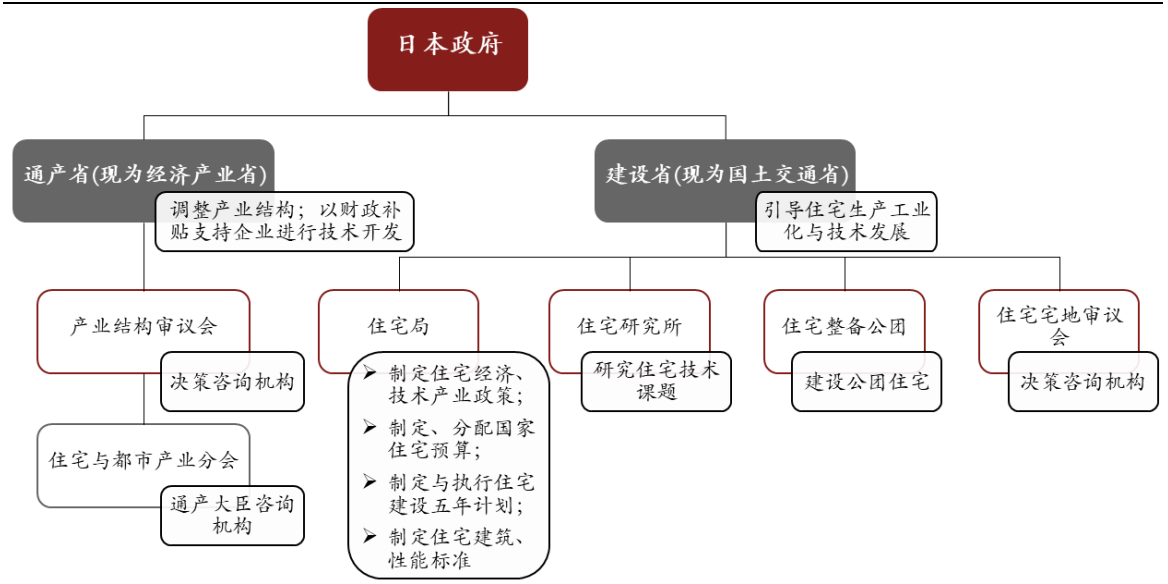 日本政府
通产省(现为经济产业省)
调整产业结构；以财政补
贴支持企业进行技术开发
建设省(现为国土交通省)
引导住宅生产工业
化与技术发展
产业结构审议会
决策咨询机构
住宅与都市产业分会
通产大臣咨询
机构
住宅局
➢ 制定住宅经济、
技术产业政策；
➢ 制定、分配国家
住宅预算；
➢ 制定与执行住宅
建设五年计划；
➢ 制定住宅建筑、
性能标准
住宅研究所
研究住宅技术
课题
住宅整备公团
建设公团住宅
住宅宅地审议
会
决策咨询机构